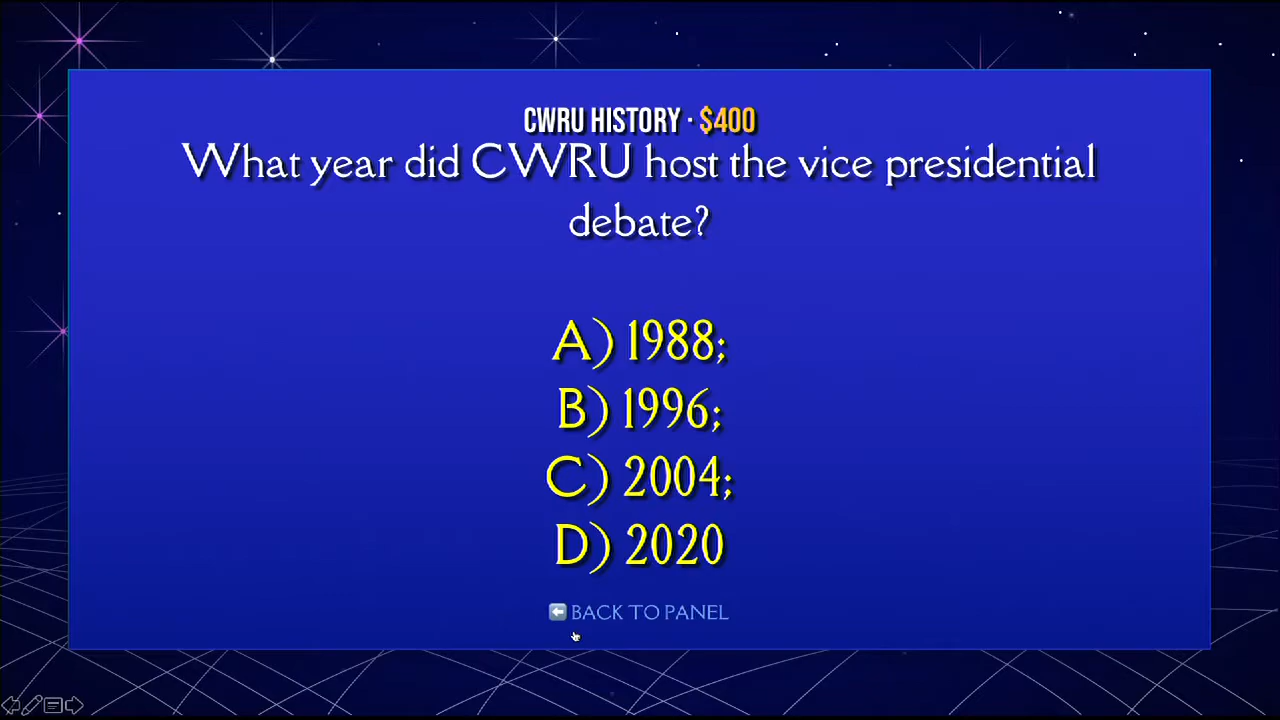 CWRU HISTORY · $400
What year did CWRU host the vice presidential
debate?
A) 1988;
B) 1996;
C) 2004;
D) 2020
⬅ BACK TO PANEL